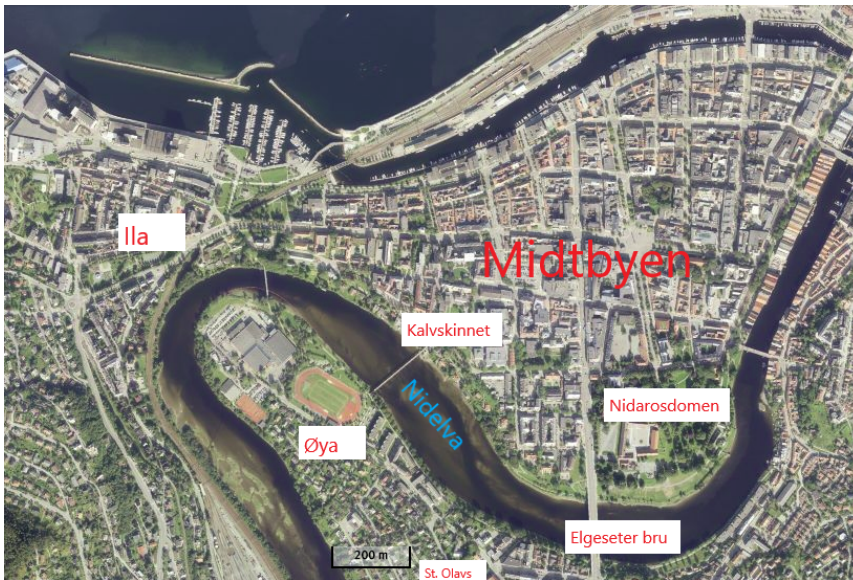 Ila
Midtbyen
Kalvskinnet
Nidelva
Nidarosdomen
Øya
Elgeseter bru
200 m
St. Olavs